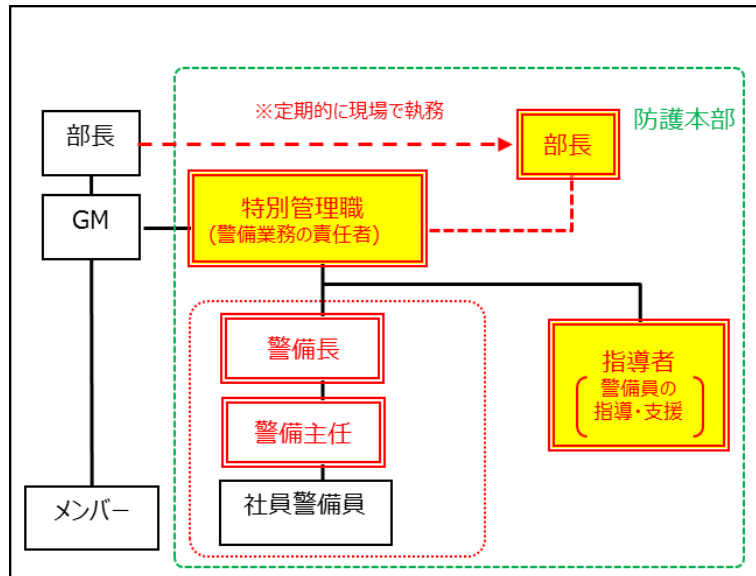 ※定期的に現場で執務
防護本部
部長
部長
GM
特別管理職
(警備業務の責任者)
警備長
指導者
警備員の
指導・支援
警備主任
社員警備員
メンバー